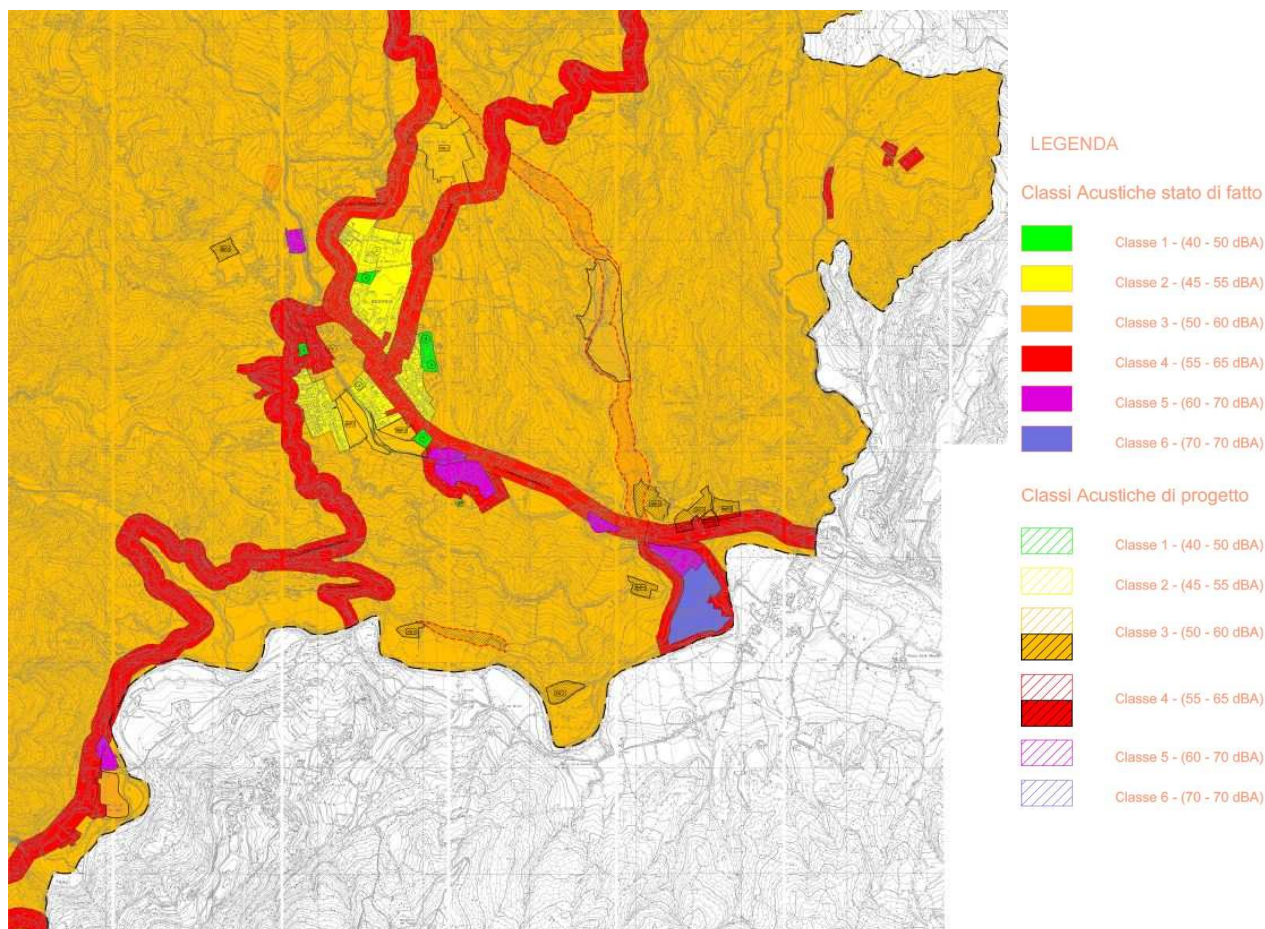 LEGENDA
Classi Acustiche stato di fatto
Classe 1 - (40 - 50 dBA)
Classe 2 - (45 - 55 dBA)
Classe 3 - (50 - 60 dBA)
Classe 4 - (55 - 65 dBA)
Classe 5 - (60 - 70 dBA)
Classe 6 - (70 - 70 dBA)
Classi Acustiche di progetto
Classe 1 - (40 - 50 dBA)
Classe 2 - (45 - 55 dBA)
Classe 3 - (50 - 60 dBA)
Classe 4 - (55 - 65 dBA)
Classe 5 - (60 - 70 dBA)
Classe 6 - (70 - 70 dBA)